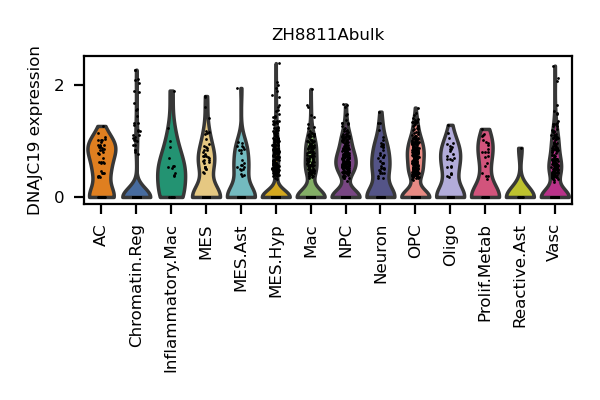 ZH8811Abulk
DNAJC19 expression
2
0
AC
Chromatin.Reg
Inflammatory.Mac
MES
MES.Ast
MES.Hyp
Mac
NPC
Neuron
OPC
Oligo
Prolif.Metab
Reactive.Ast
Vasc